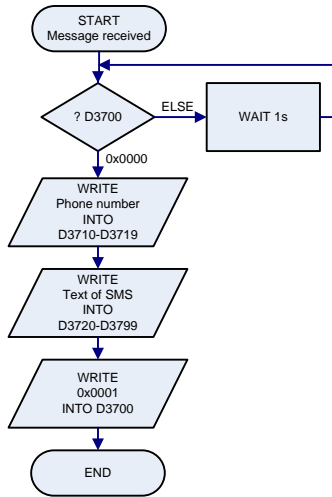 START
Message received
? D3700
ELSE
WAIT 1s
0x0000
WRITE
Phone number
INTO
D3710-D3719
WRITE
Text of SMS
INTO
D3720-D3799
WRITE
0x0001
INTO D3700
END